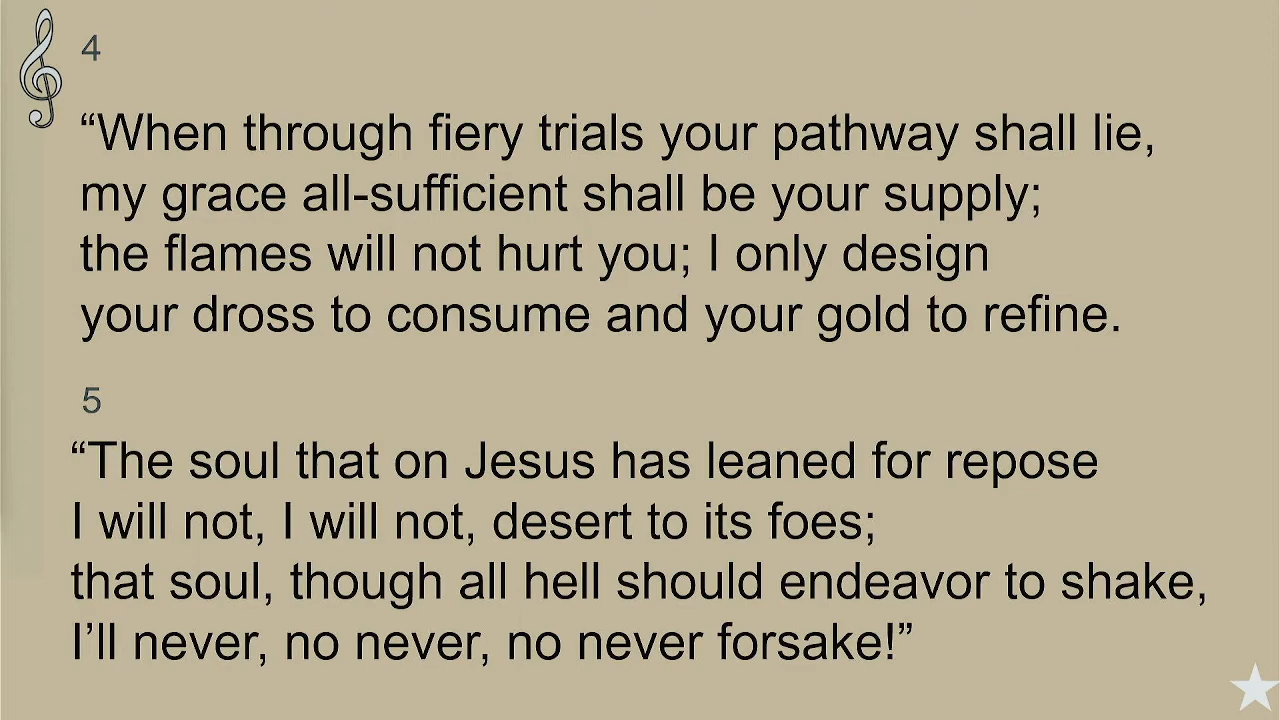 4
“When through fiery trials your pathway shall lie,
my grace all-sufficient shall be your supply;
the flames will not hurt you; I only design
your dross to consume and your gold to refine.
5
“The soul that on Jesus has leaned for repose
I will not, I will not, desert to its foes;
that soul, though all hell should endeavor to shake,
I’ll never, no never, no never forsake!”